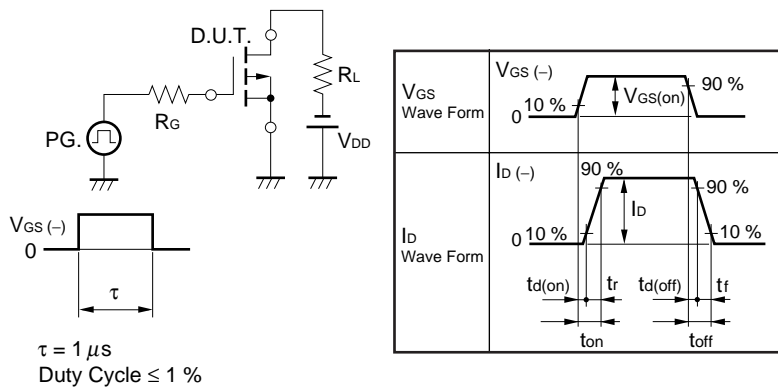 D.U.T.
RL
RG
PG.
VDD
VGS (−)
0
τ
τ = 1 µs
Duty Cycle ≤ 1 %
VGS
Wave Form
VGS (−)
10 %
0
VGS(on)
90 %
ID
Wave Form
ID (−)
90 %
90 %
ID
0
10 %
10 %
td(on)
tr
td(off)
tf
ton
toff